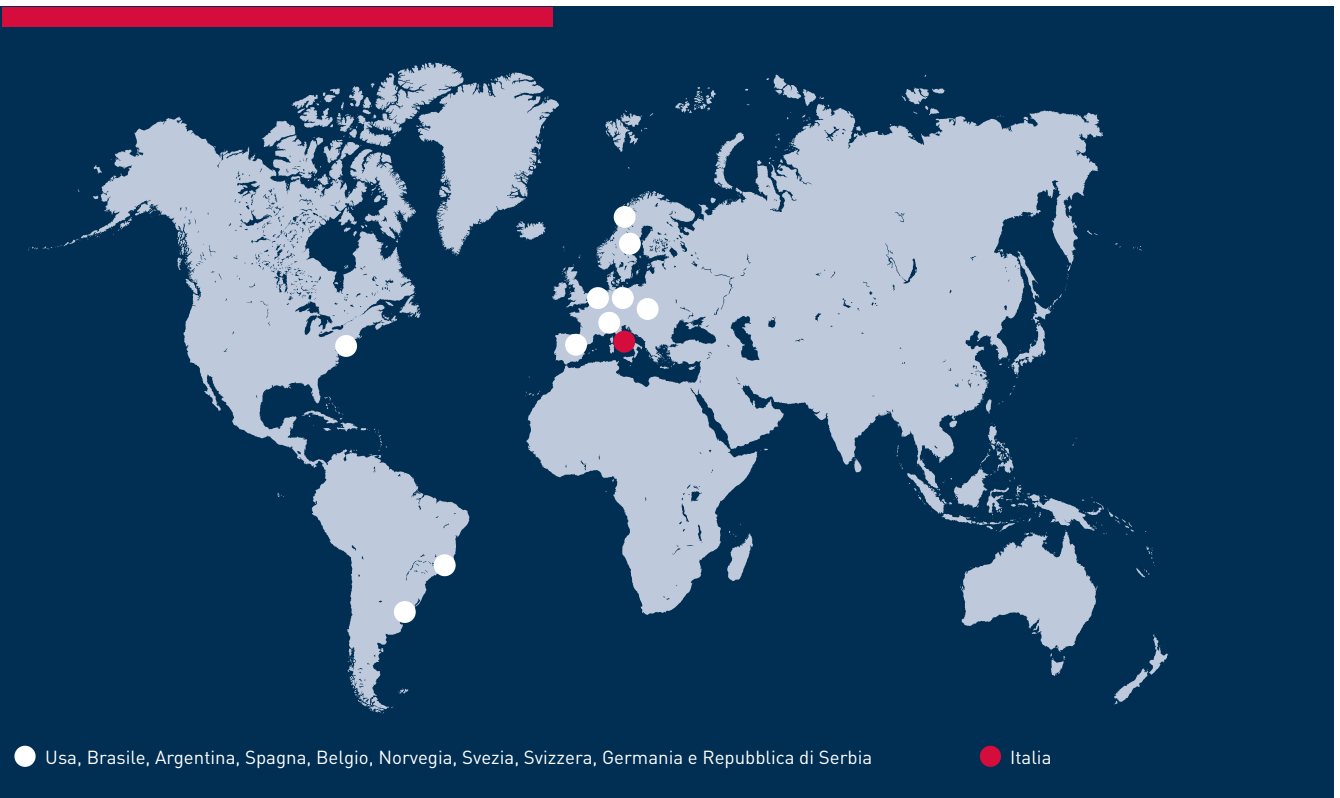 Usa, Brasile, Argentina, Spagna, Belgio, Norvegia, Svezia, Svizzera, Germania e Repubblica di Serbia
Italia